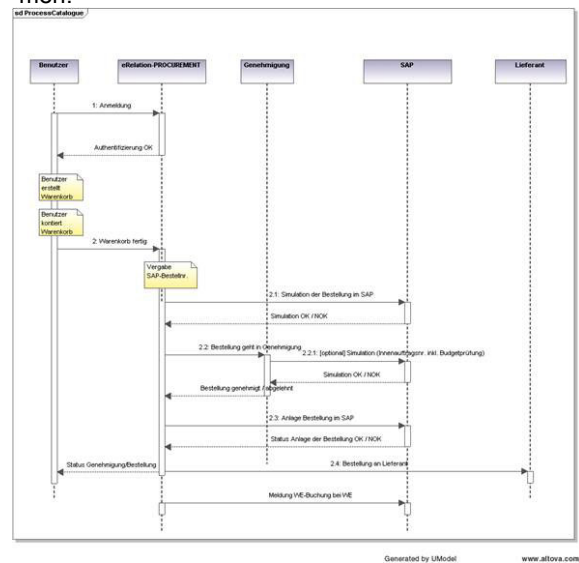 men.
sd ProcessCatalogue
Benutzer
eRelation-PROCUREMENT
Genehmigung
SAP
Lieferant
1: Anmeldung
Authentifizierung OK
Benutzer
erstellt
Warenkorb
Benutzer
kontiert
Warenkorb
2: Warenkorb fertig
Vergabe
SAP-Bestellnr.
2.1: Simulation der Bestellung im SAP
Simulation OK / NOK
2.2: Bestellung geht in Genehmigung
2.2.1: [optional] Simulation (Innenauftragsnr. inkl. Budgetprüfung)
Simulation OK / NOK
Bestellung genehmigt / abgelehnt
2.3: Anlage Bestellung im SAP
Status Anlage der Bestellung OK / NOK
Status Genehmigung/Bestellung
2.4: Bestellung an Lieferant
Meldung WE-Buchung bei WE
Generated by UModel
www.altova.com